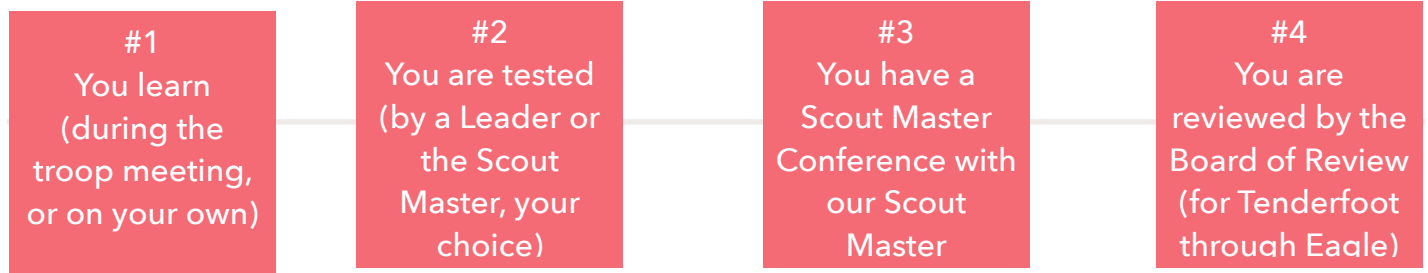 #1
You learn
(during the
troop meeting,
or on your own)
#2
You are tested
(by a Leader or
the Scout
Master, your
choice)
#3
You have a
Scout Master
Conference with
our Scout
Master
#4
You are
reviewed by the
Board of Review
(for Tenderfoot
through Eagle)